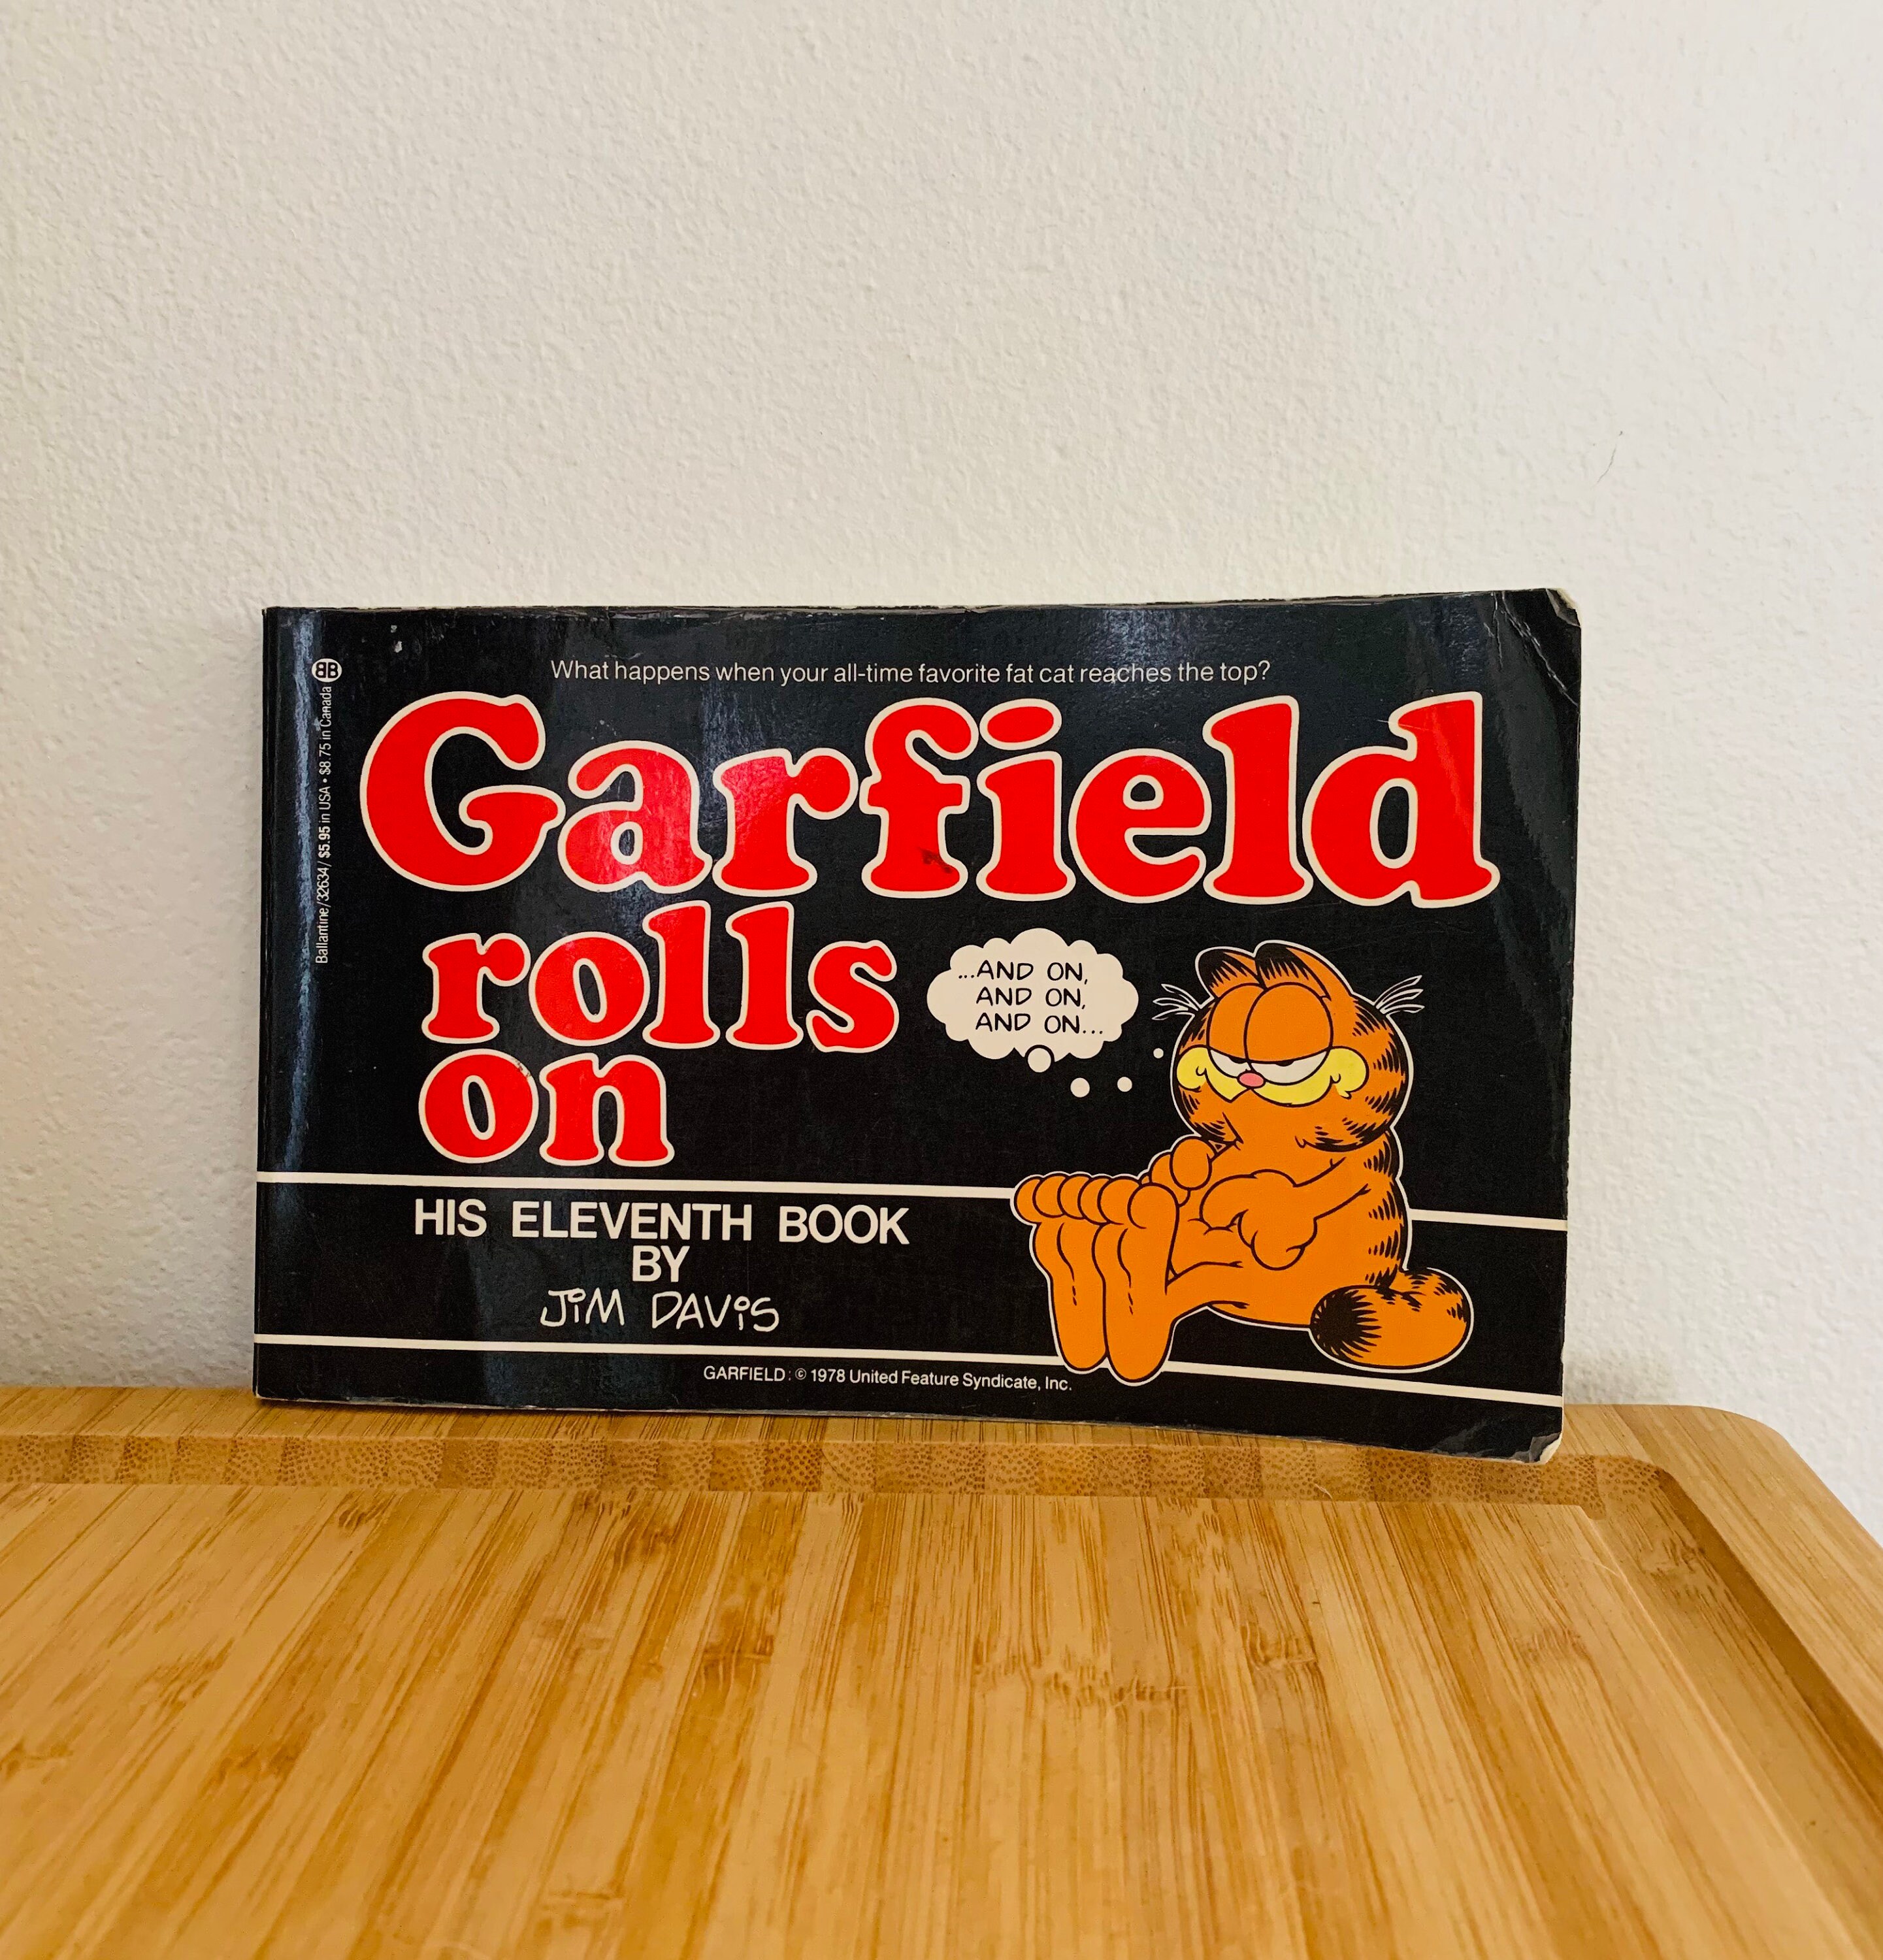 What happens when your all-time favorite fat cat reaches the top?
BB
Ballantine/32634/$5.95 in USA • $8.75 in Canada
Garfield
rolls
on
...AND ON,
AND ON,
AND ON...
HIS ELEVENTH BOOK
BY
JiM DAViS
GARFIELD: © 1978 United Feature Syndicate, Inc.